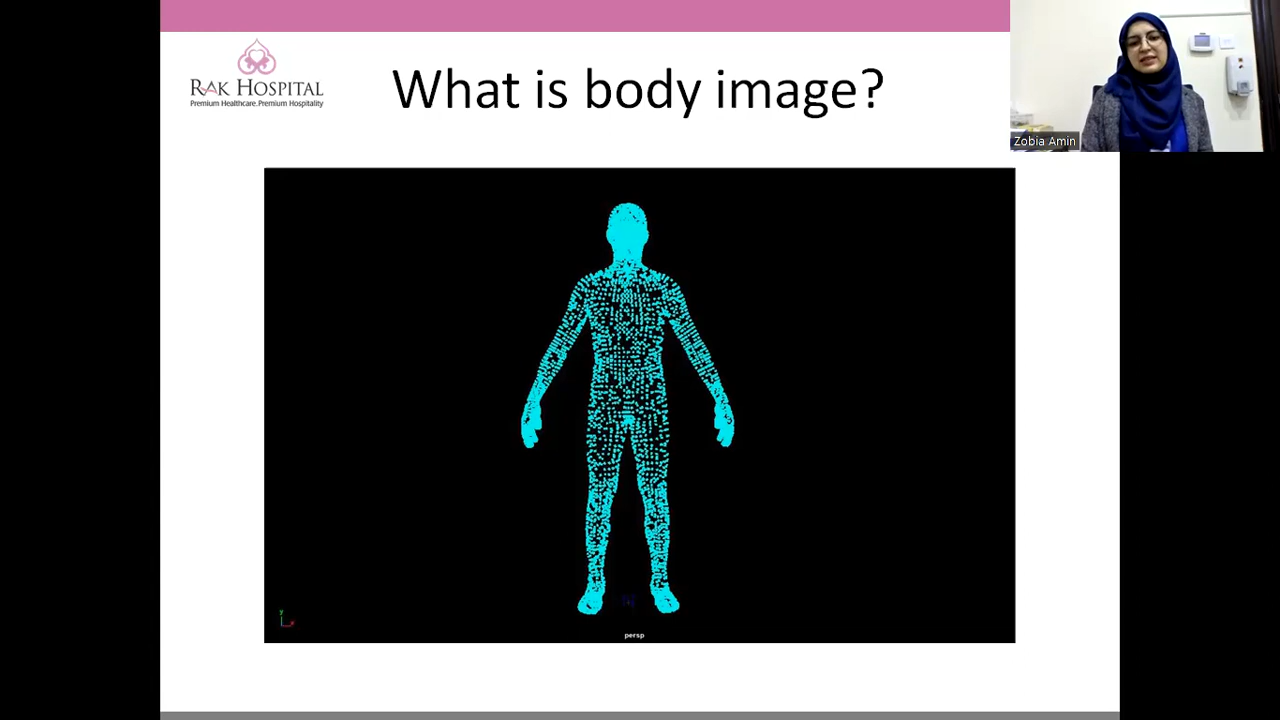 RAK HOSPITAL
Premium Healthcare.Premium Hospitality
What is body image?
Zobia Amin
y
x
persp